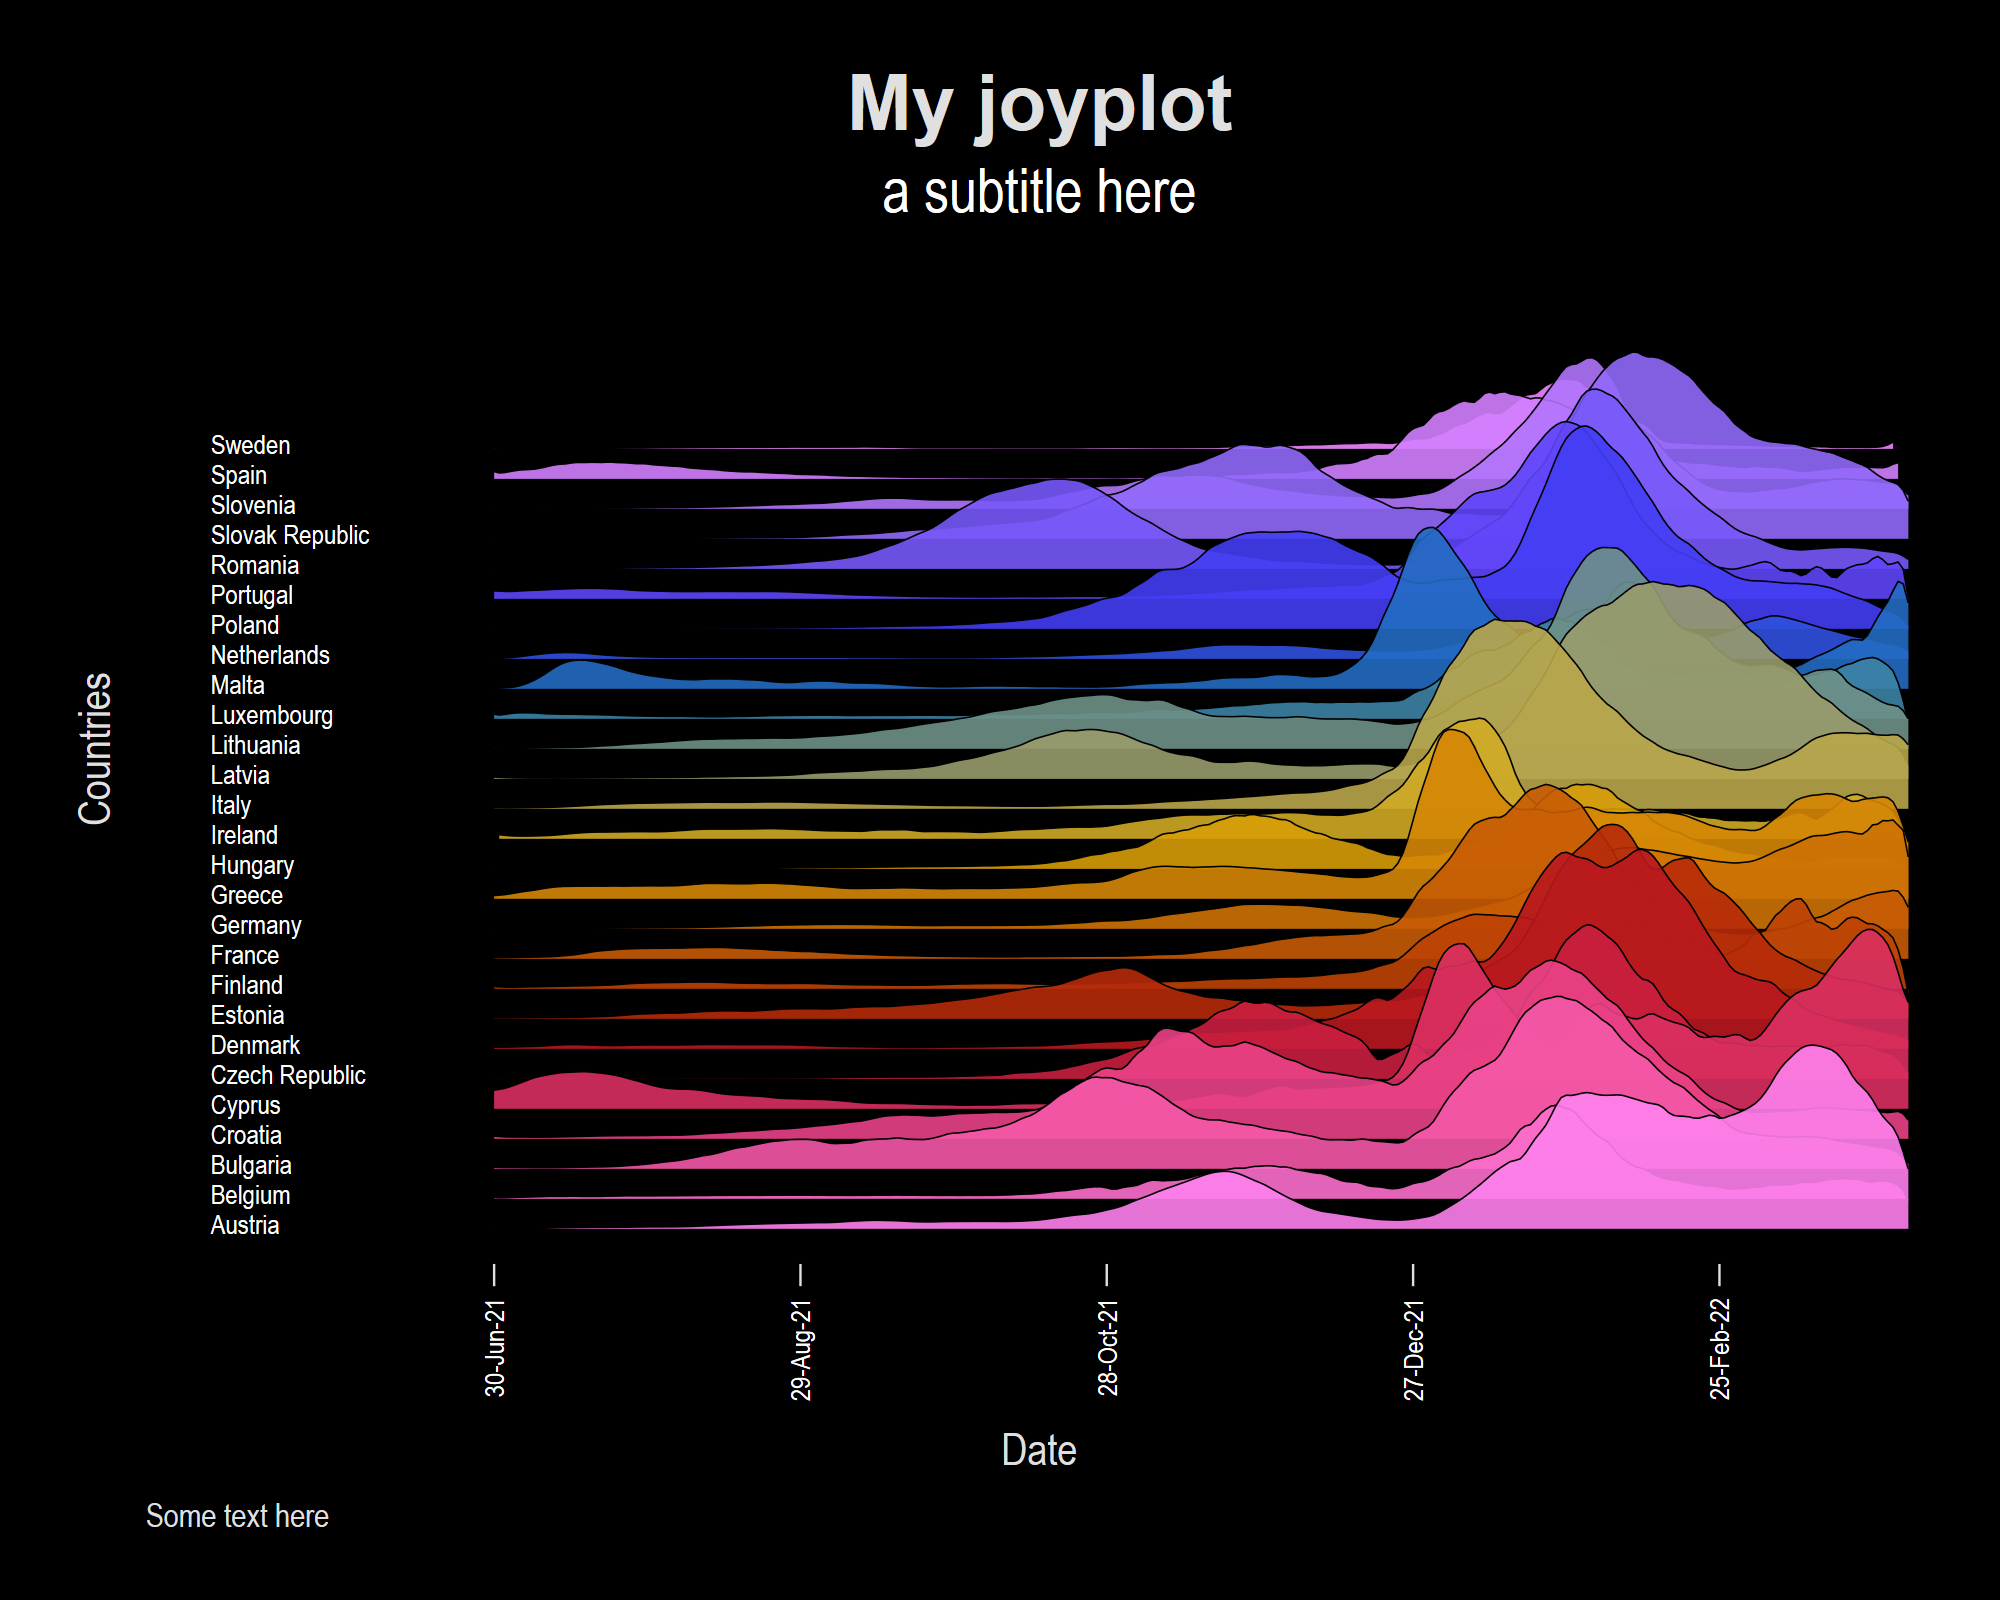 My joyplot
a subtitle here
Countries
Sweden
Spain
Slovenia
Slovak Republic
Romania
Portugal
Poland
Netherlands
Malta
Luxembourg
Lithuania
Latvia
Italy
Ireland
Hungary
Greece
Germany
France
Finland
Estonia
Denmark
Czech Republic
Cyprus
Croatia
Bulgaria
Belgium
Austria
30-Jun-21
29-Aug-21
28-Oct-21
27-Dec-21
25-Feb-22
Date
Some text here